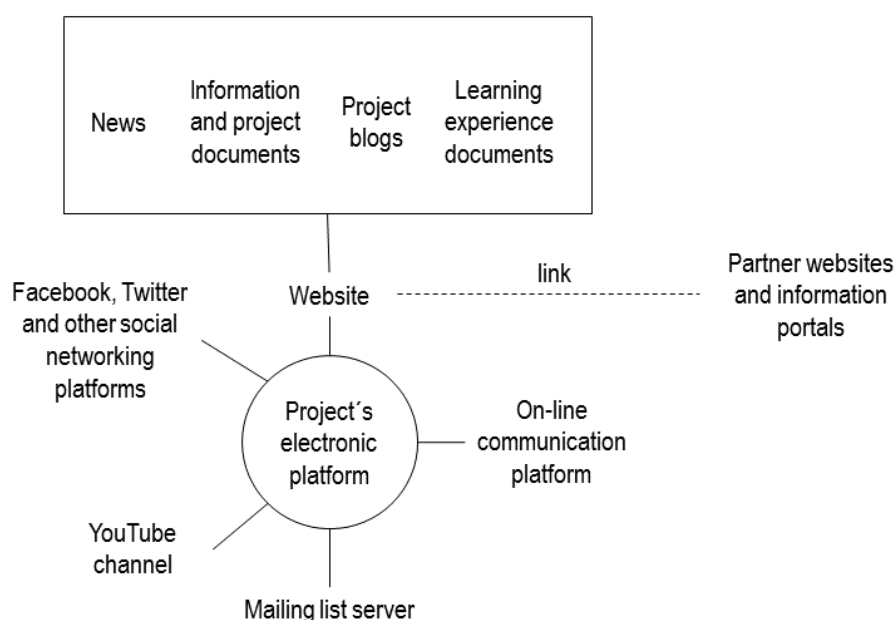 News
Information
and project
documents
Project
blogs
Learning
experience
documents
Facebook, Twitter
and other social
networking
platforms
Website
link
Partner websites
and information
portals
Project´s
electronic
platform
On-line
communication
platform
YouTube
channel
Mailing list server